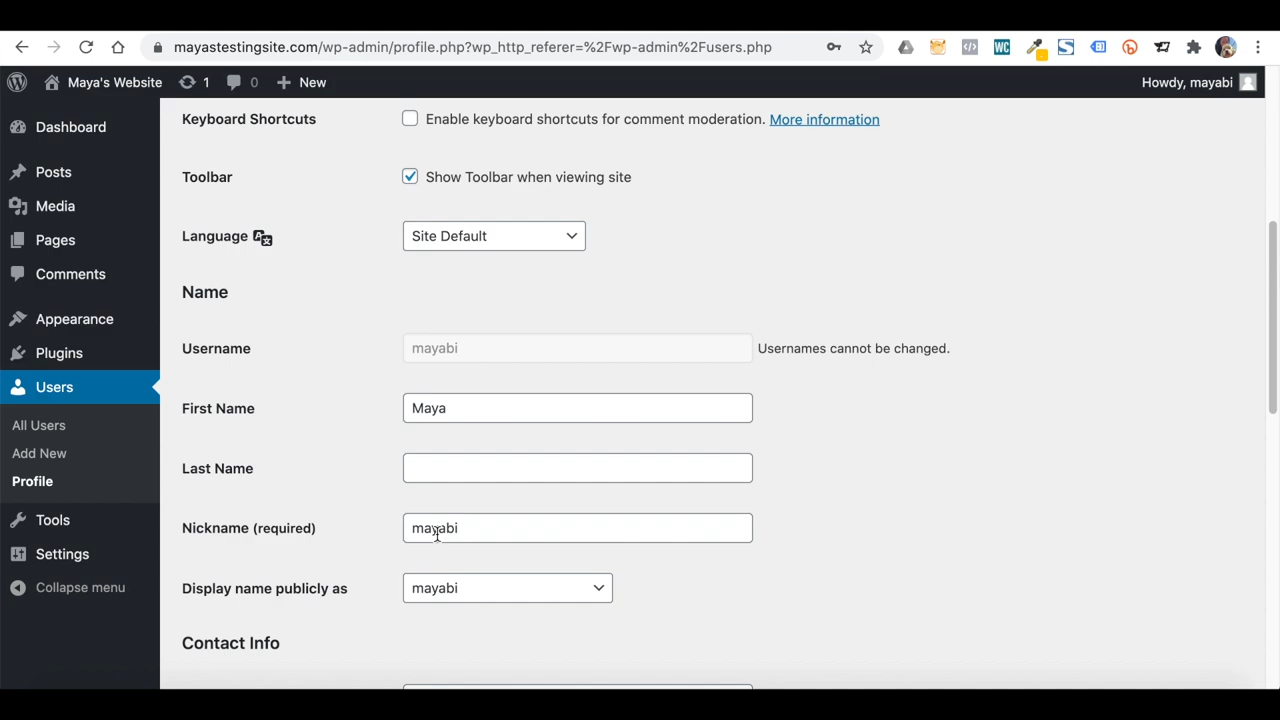 mayastestingsite.com/wp-admin/profile.php?wp_http_referer=%2Fwp-admin%2Fusers.php
WC
Maya's Website 1 0 New Howdy, mayabi
Dashboard
Posts
Media
Pages
Comments
Appearance
Plugins
Users
All Users
Add New
Profile
Tools
Settings
Collapse menu
Keyboard Shortcuts Enable keyboard shortcuts for comment moderation. More information
Toolbar Show Toolbar when viewing site
Language Site Default
Name
Username mayabi Usernames cannot be changed.
First Name Maya
Last Name
Nickname (required) mayabi
Display name publicly as mayabi
Contact Info